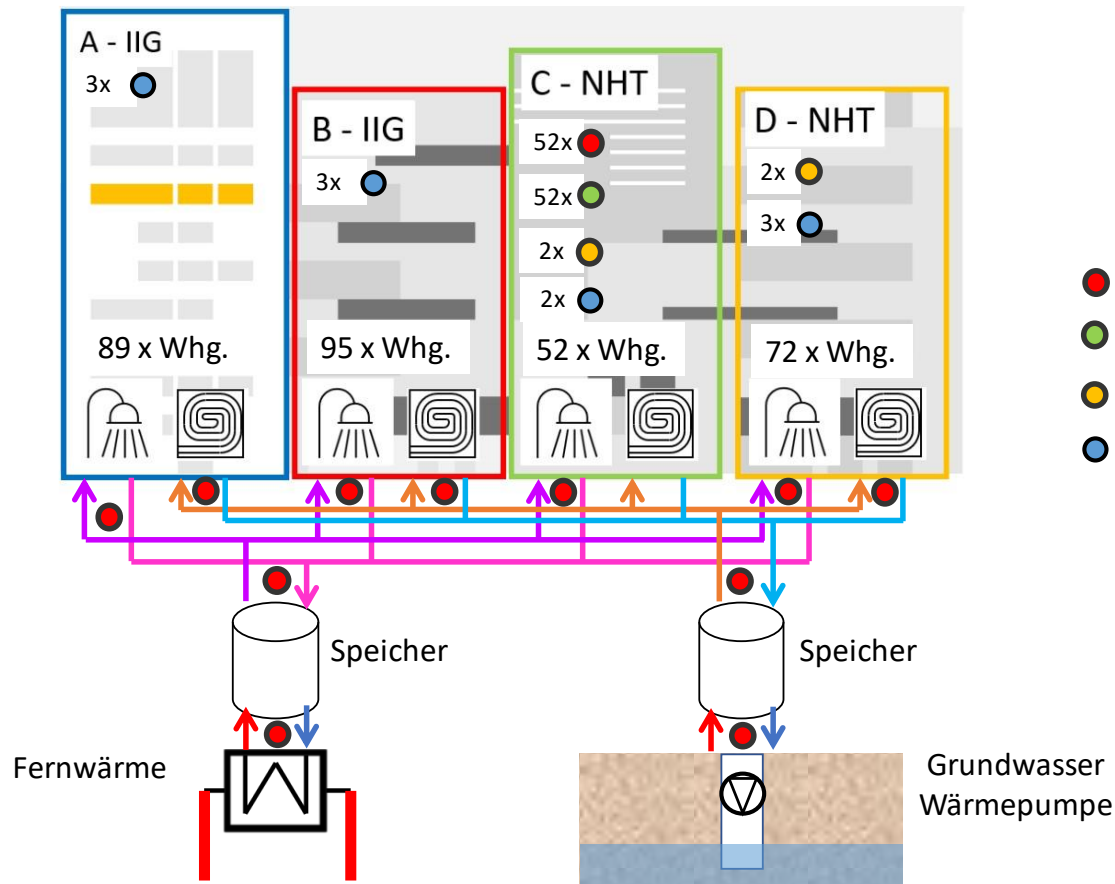 A - IIG
3x
B - IIG
3x
C - NHT
52x
52x
2x
2x
D - NHT
2x
3x
89 x Whg.
95 x Whg.
52 x Whg.
72 x Whg.
Speicher
Speicher
Fernwärme
Grundwasser
Wärmepumpe